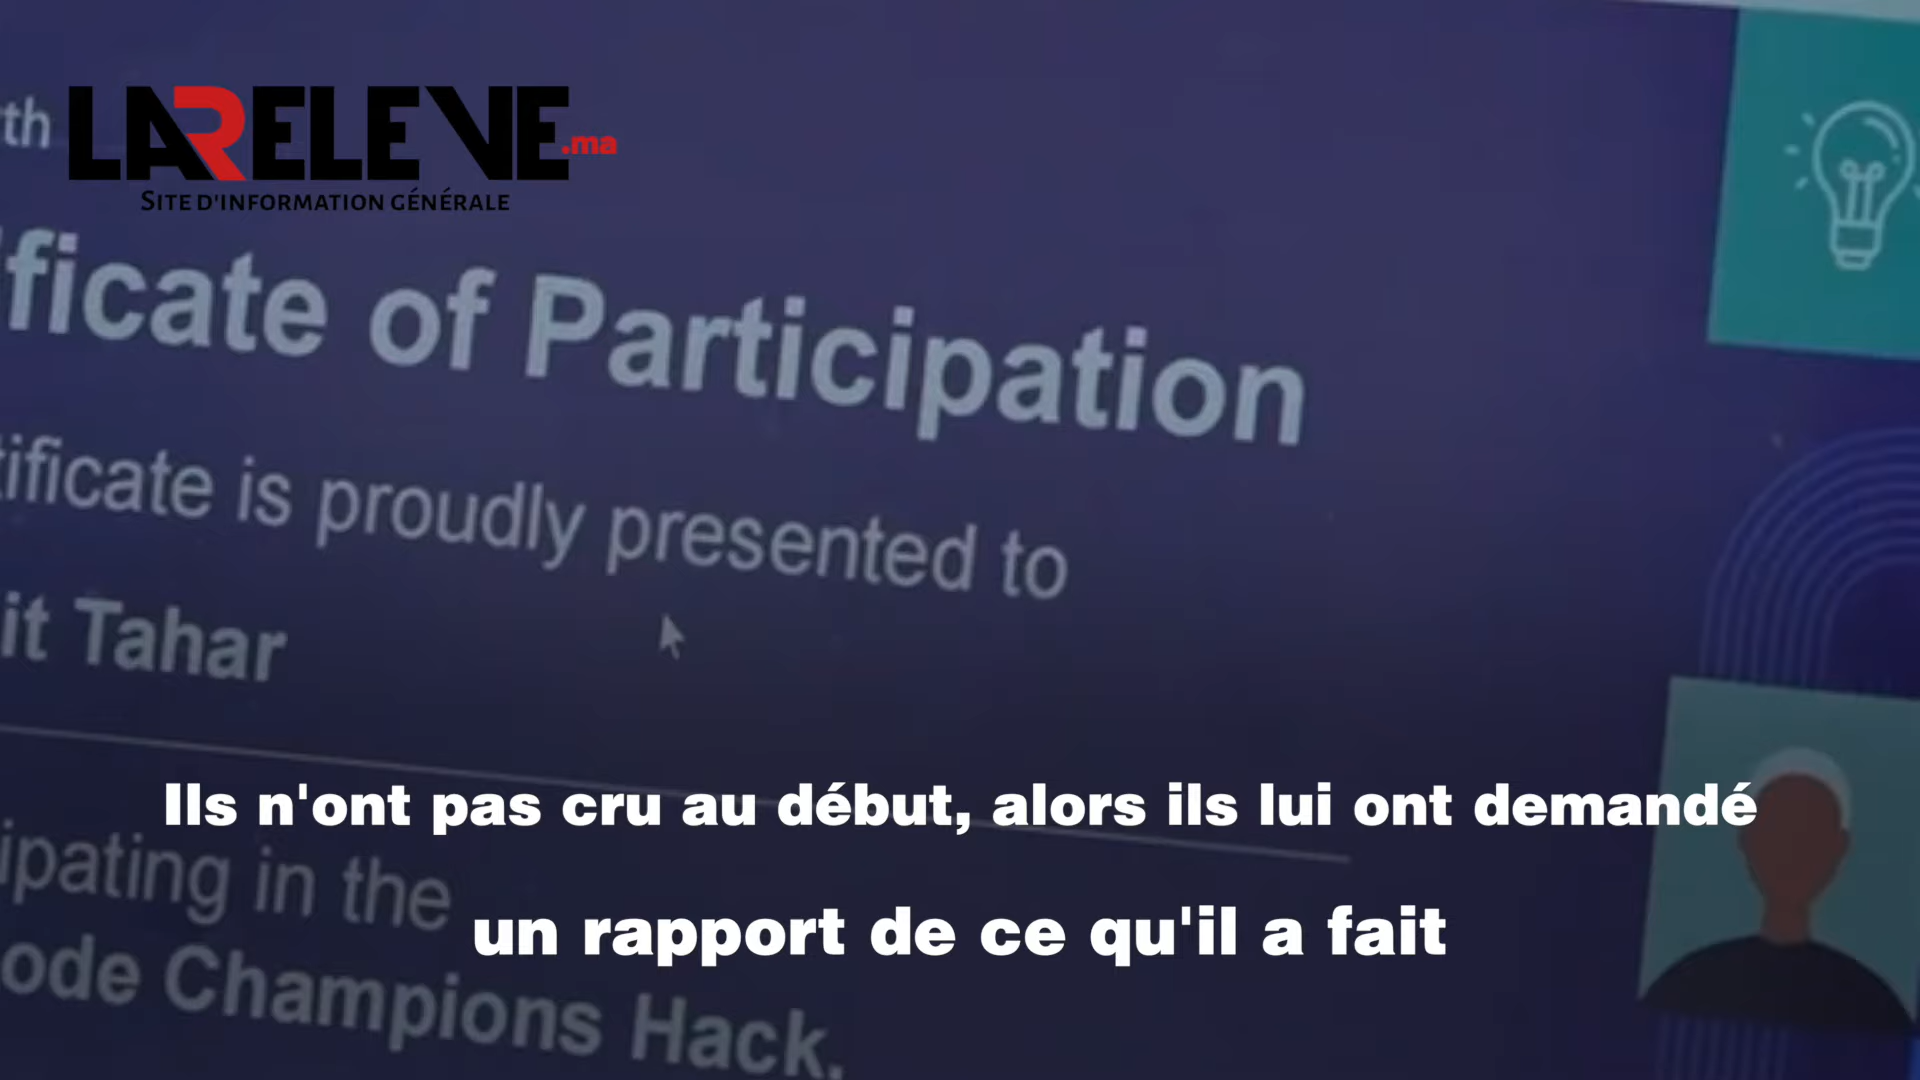 th
LARELEVE.ma
SITE D'INFORMATION GÉNÉRALE
ficate of Participation
tificate is proudly presented to
it Tahar
Ils n'ont pas cru au début, alors ils lui ont demandé
ipating in the
un rapport de ce qu'il a fait
ode Champions Hack.